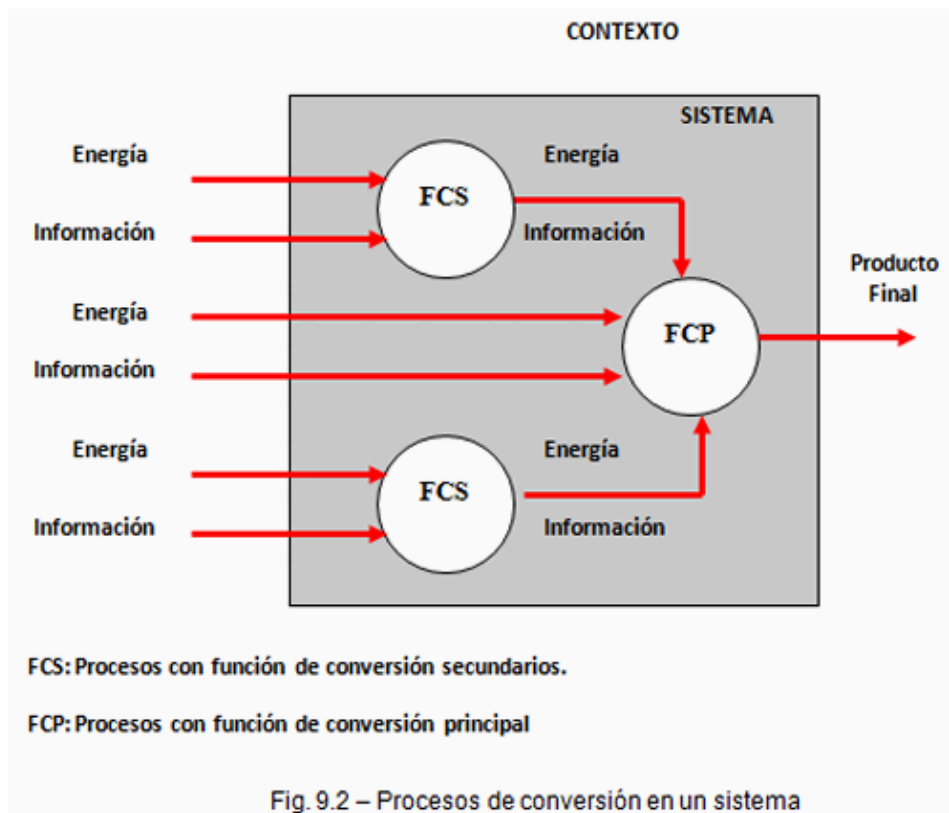 CONTEXTO
SISTEMA
Energía
Energía
FCS
Información
Información
Producto
Final
Energía
FCP
Información
Energía
Energía
FCS
Información
Información
FCS: Procesos con función de conversión secundarios.
FCP: Procesos con función de conversión principal
Fig. 9.2 – Procesos de conversión en un sistema